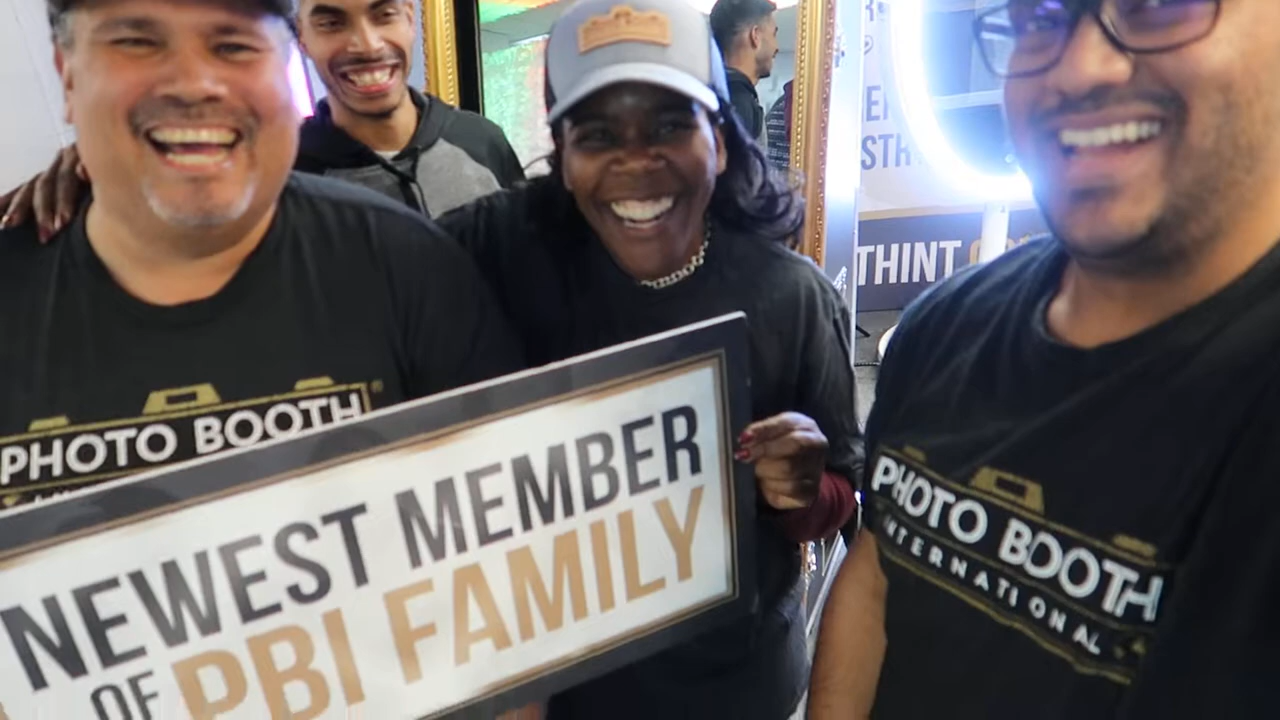 PHOTO BOOTH
NEWEST MEMBER
OF PBI FAMILY
PHOTO BOOTH
INTERNATIONAL
THINT